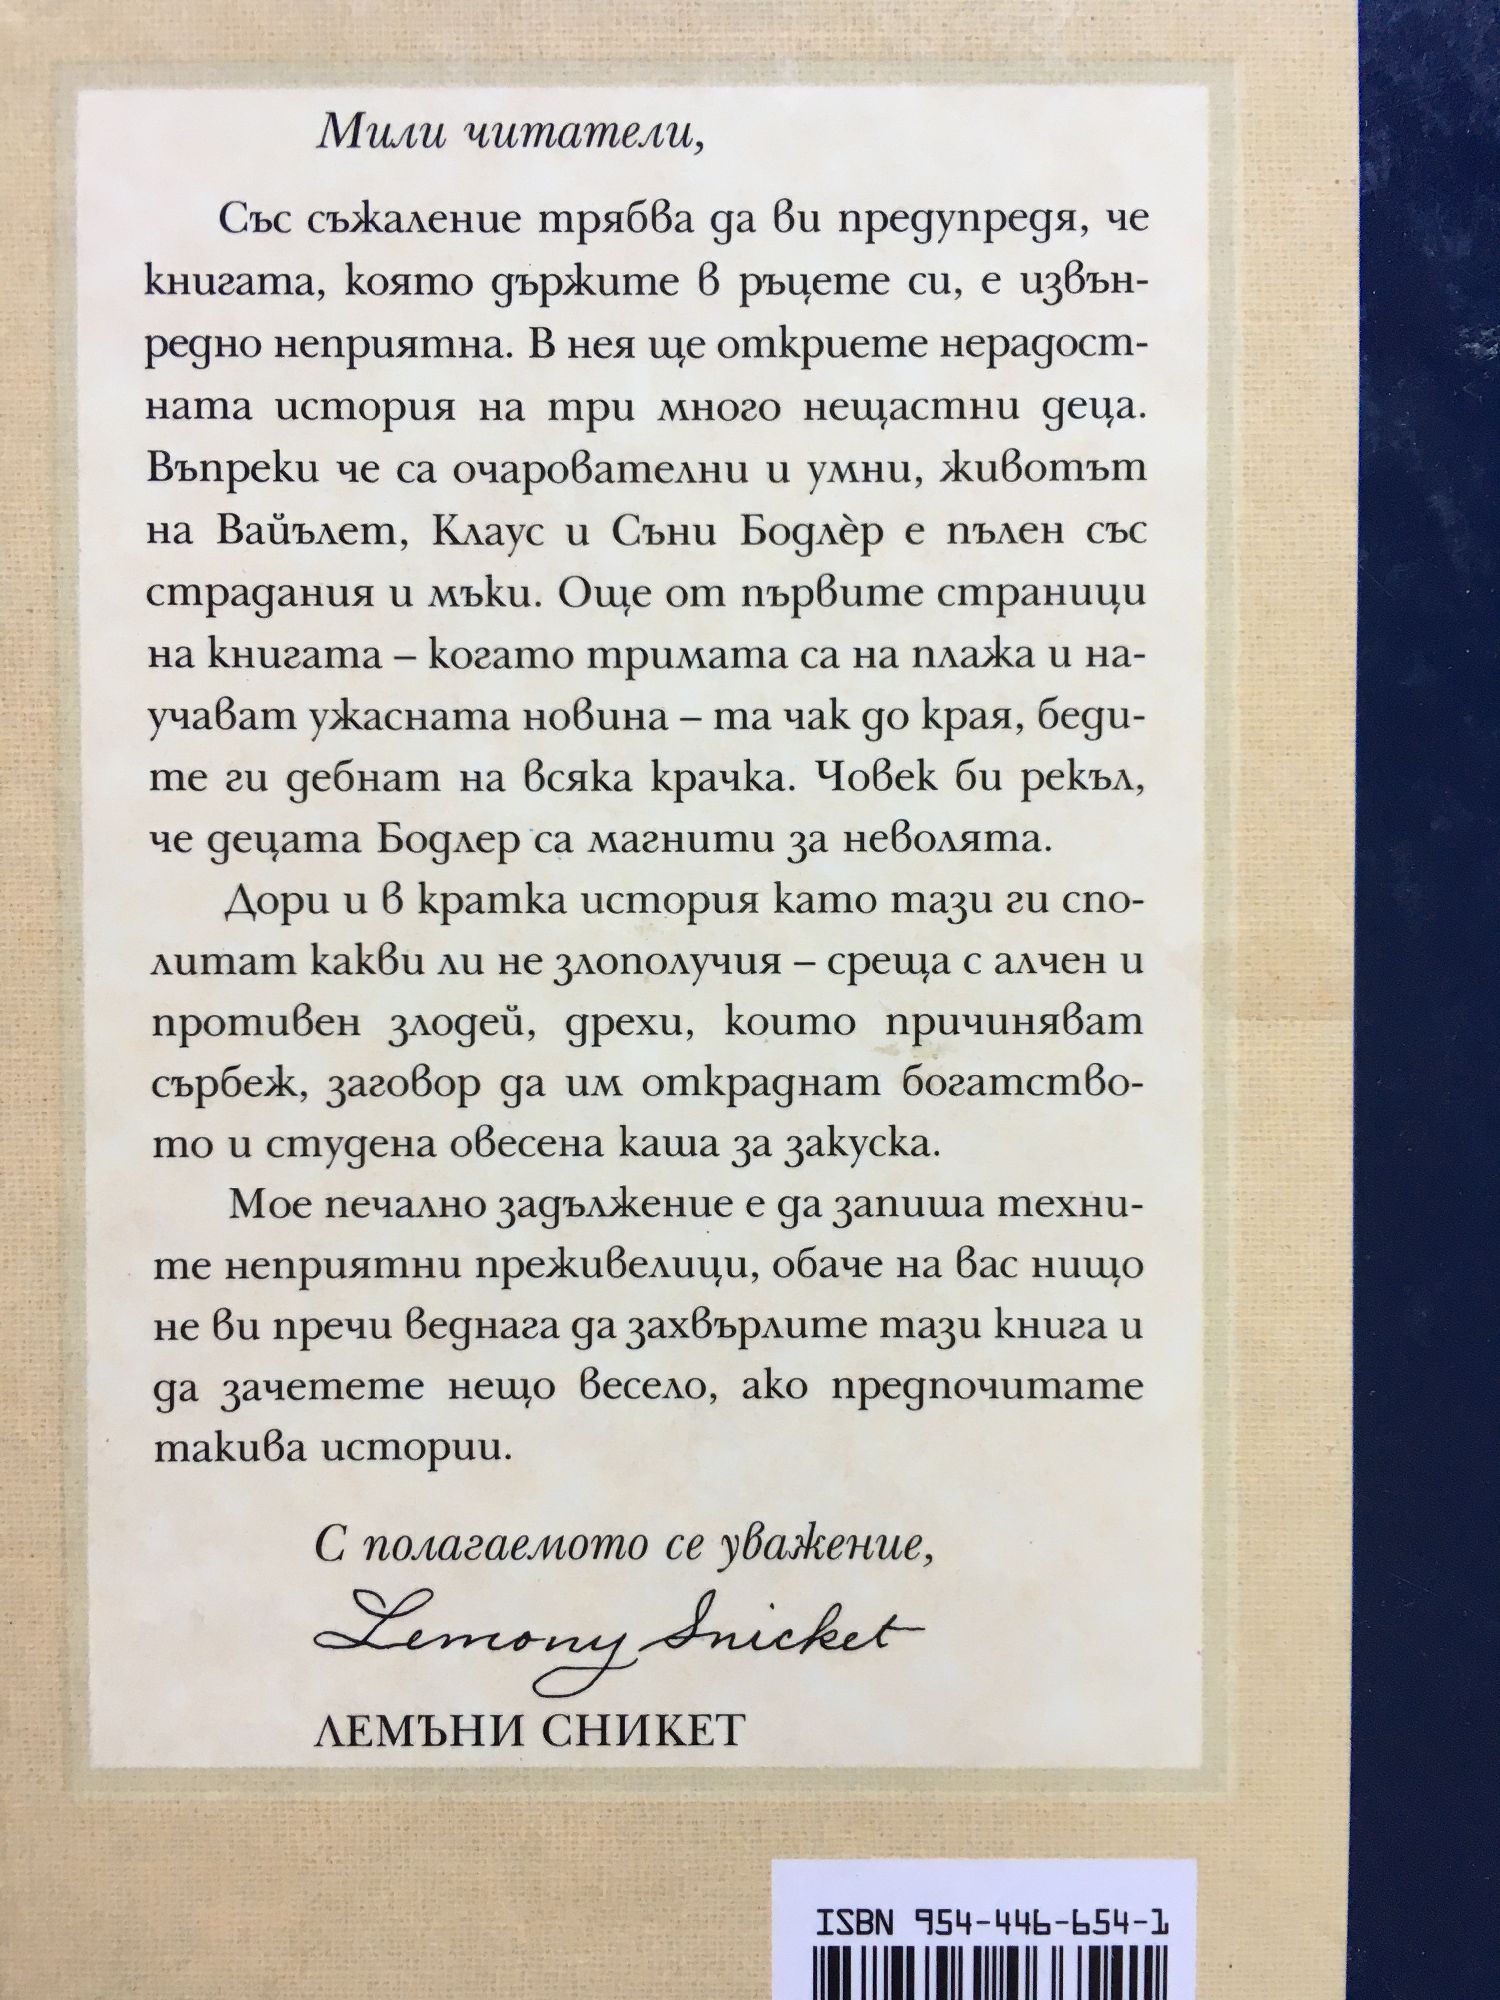 Мили читатели,
Със съжаление трябва да ви предупредя, че
книгата, която държите в ръцете си, е извън-
редно неприятна. В нея ще откриете нерадост-
ната история на три много нещастни деца.
Въпреки че са очарователни и умни, животът
на Вайълет, Клаус и Съни Бодлѐр е пълен със
страдания и мъки. Още от първите страници
на книгата – когато тримата са на плажа и на-
учават ужасната новина – та чак до края, беди-
те ги дебнат на всяка крачка. Човек би рекъл,
че децата Бодлер са магнити за неволята.
Дори и в кратка история като тази ги спо-
литат какви ли не злополучия – среща с алчен и
противен злодей, дрехи, които причиняват
сърбеж, заговор да им откраднат богатство-
то и студена овесена каша за закуска.
Мое печално задължение е да запиша техни-
те неприятни преживелици, обаче на вас нищо
не ви пречи веднага да захвърлите тази книга и
да зачетете нещо весело, ако предпочитате
такива истории.
С полагаемото се уважение,
Lemony Snicket
ЛЕМЪНИ СНИКЕТ
ISBN 954-446-654-1